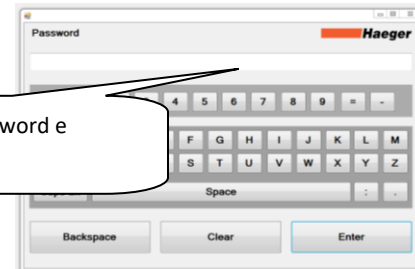 Password
Haeger
4 5 6 7 8 9 = -
word e
F G H I J K L M
S T U V W X Y Z
Space : .
Backspace Clear Enter